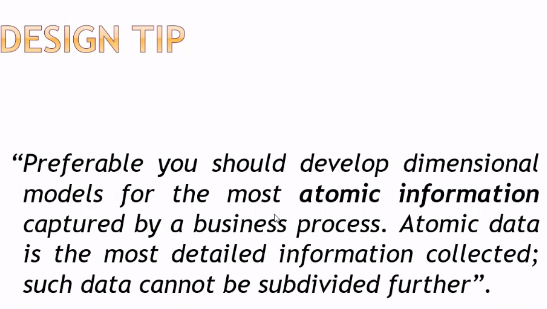 DESIGN TIP
“Preferable you should develop dimensional
models for the most atomic information
captured by a business process. Atomic data
is the most detailed information collected;
such data cannot be subdivided further”.